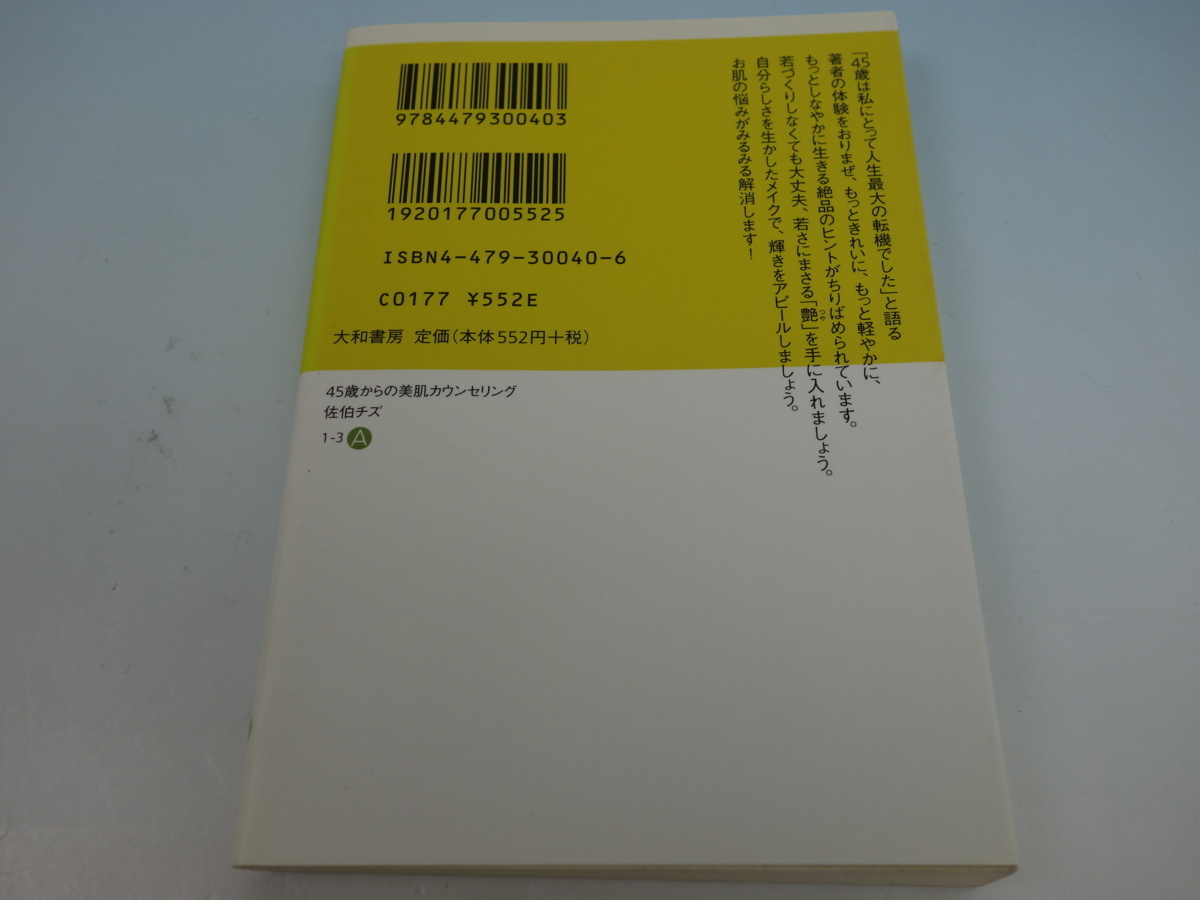 「45歳は私にとって人生最大の転機でした」と語る
著者の体験をおりまぜ、もっときれいに、もっと軽やかに、
もっとしなやかに生きる絶品のヒントがちりばめられています。
若づくりしなくても大丈夫、若さにまさる「艶」を手に入れましょう。
つや
自分らしさを生かしたメイクで、輝きをアピールしましょう。
お肌の悩みがみるみる解消します!
9784479300403
1920177005525
ISBN4-479-30040-6
C0177 ¥552E
大和書房 定価(本体552円+税)
45歳からの美肌カウンセリング
佐伯チズ
1-3 A